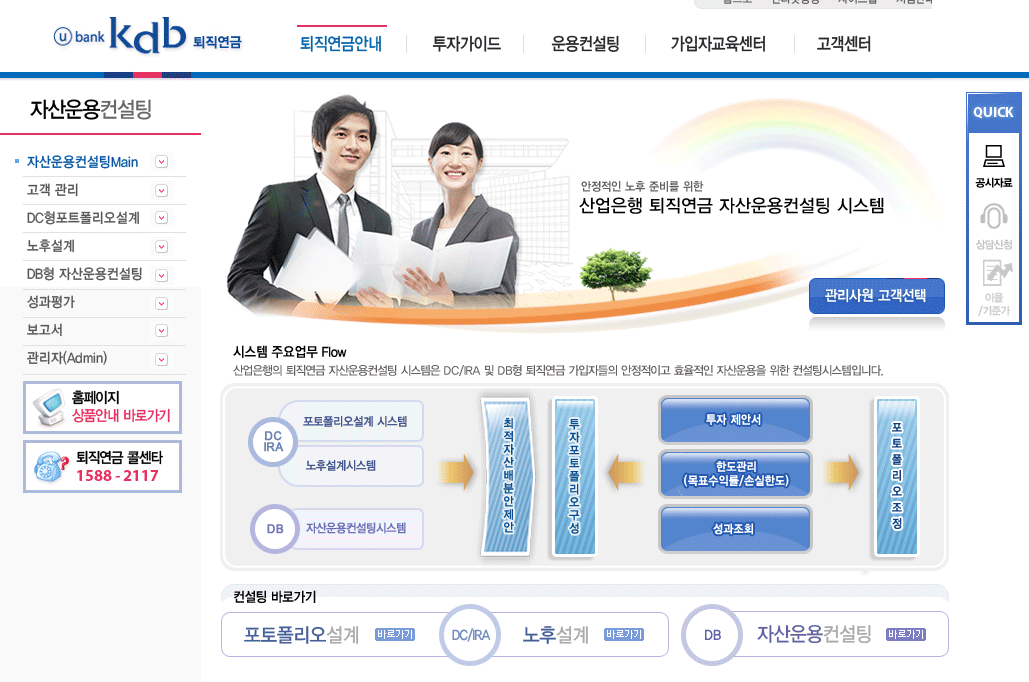 u bank kdb 퇴직연금
퇴직연금안내 투자가이드 운용컨설팅 가입자교육센터 고객센터
자산운용컨설팅
자산운용컨설팅Main
고객 관리
DC형포트폴리오설계
노후설계
DB형 자산운용컨설팅
성과평가
보고서
관리자(Admin)
홈페이지
상품안내 바로가기
퇴직연금 콜센타
1588 - 2117
안정적인 노후 준비를 위한
산업은행 퇴직연금 자산운용컨설팅 시스템
관리사원 고객선택
QUICK
공시자료
상담신청
이율
/기준가
시스템 주요업무 Flow
산업은행의 퇴직연금 자산운용컨설팅 시스템은 DC/IRA 및 DB형 퇴직연금 가입자들의 안정적이고 효율적인 자산운용을 위한 컨설팅시스템입니다.
DC
IRA
포트폴리오설계 시스템
노후설계시스템
DB
자산운용컨설팅시스템
최적자산배분안제안
투자포트폴리오구성
투자 제안서
한도관리
(목표수익률/손실한도)
성과조회
포토폴리오조정
컨설팅 바로가기
포토폴리오설계 바로가기 DC/IRA 노후설계 바로가기 DB 자산운용컨설팅 바로가기